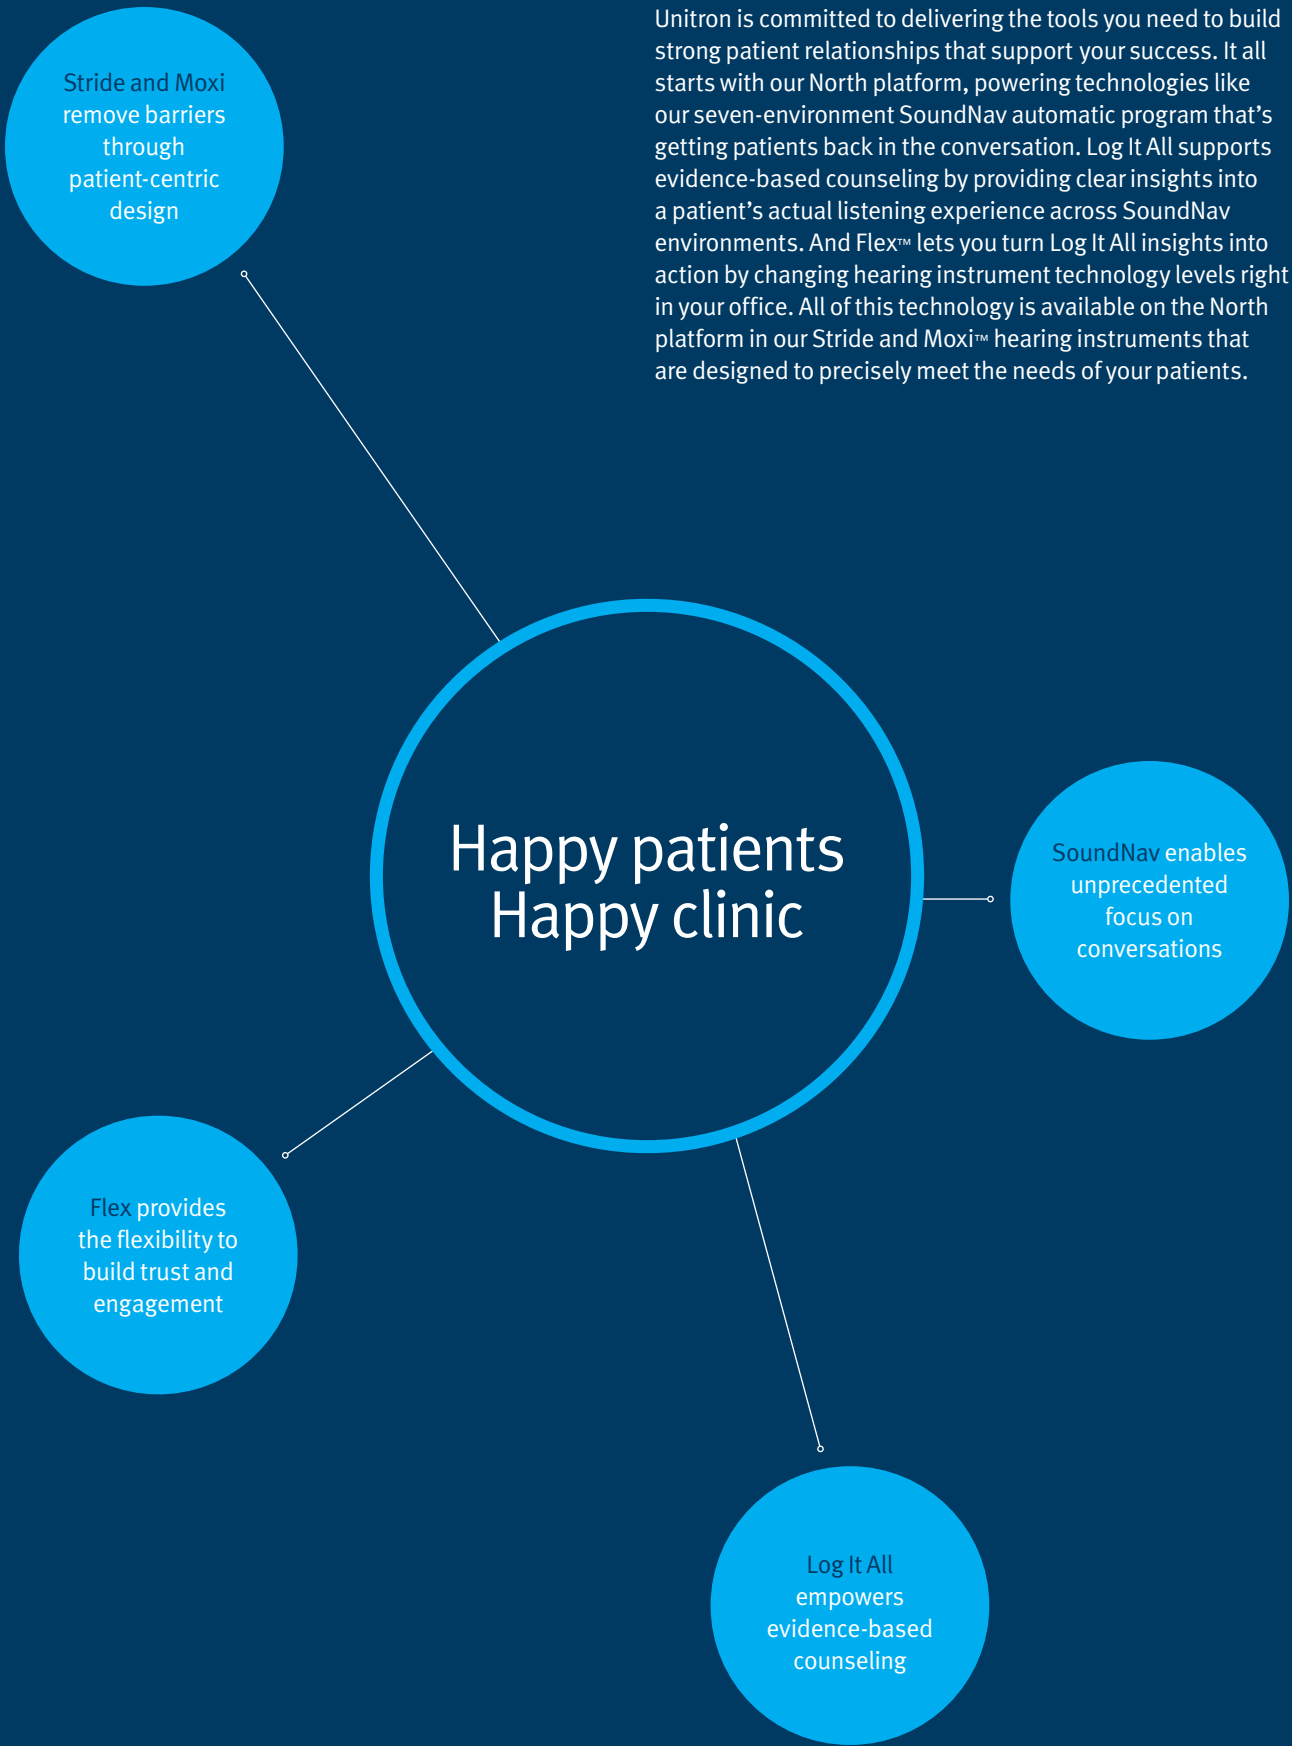 Stride and Moxi
remove barriers
through
patient-centric
design
Unitron is committed to delivering the tools you need to build
strong patient relationships that support your success. It all
starts with our North platform, powering technologies like
our seven-environment SoundNav automatic program that's
getting patients back in the conversation. Log It All supports
evidence-based counseling by providing clear insights into
a patient's actual listening experience across SoundNav
environments. And Flex™ lets you turn Log It All insights into
action by changing hearing instrument technology levels right
in your office. All of this technology is available on the North
platform in our Stride and Moxi™ hearing instruments that
are designed to precisely meet the needs of your patients.
Happy patients
Happy clinic
SoundNav enables
unprecedented
focus on
conversations
Flex provides
the flexibility to
build trust and
engagement
Log It All
empowers
evidence-based
counseling